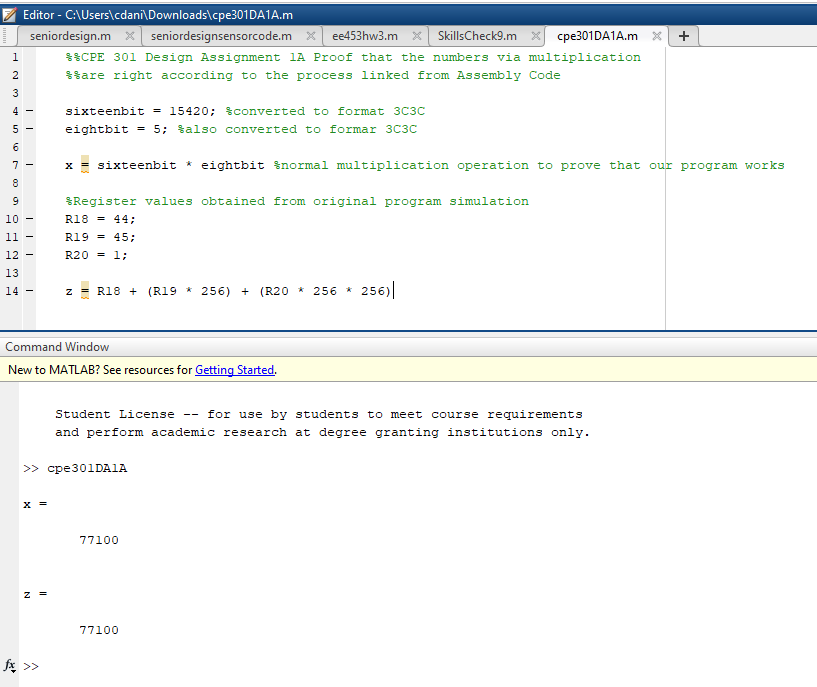 Editor - C:\Users\cdani\Downloads\cpe301DA1A.m
seniordesign.m × seniordesignsensorcode.m × ee453hw3.m × SkillsCheck9.m × cpe301DA1A.m × +
1 %%CPE 301 Design Assignment 1A Proof that the numbers via multiplication
2 %%are right according to the process linked from Assembly Code
3
4 – sixteenbit = 15420; %converted to format 3C3C
5 – eightbit = 5; %also converted to formar 3C3C
6
7 – x = sixteenbit * eightbit %normal multiplication operation to prove that our program works
8
9 %Register values obtained from original program simulation
10 – R18 = 44;
11 – R19 = 45;
12 – R20 = 1;
13
14 – z = R18 + (R19 * 256) + (R20 * 256 * 256)
Command Window
New to MATLAB? See resources for Getting Started.
Student License -- for use by students to meet course requirements
and perform academic research at degree granting institutions only.
>> cpe301DA1A
x =
77100
z =
77100
fx >>